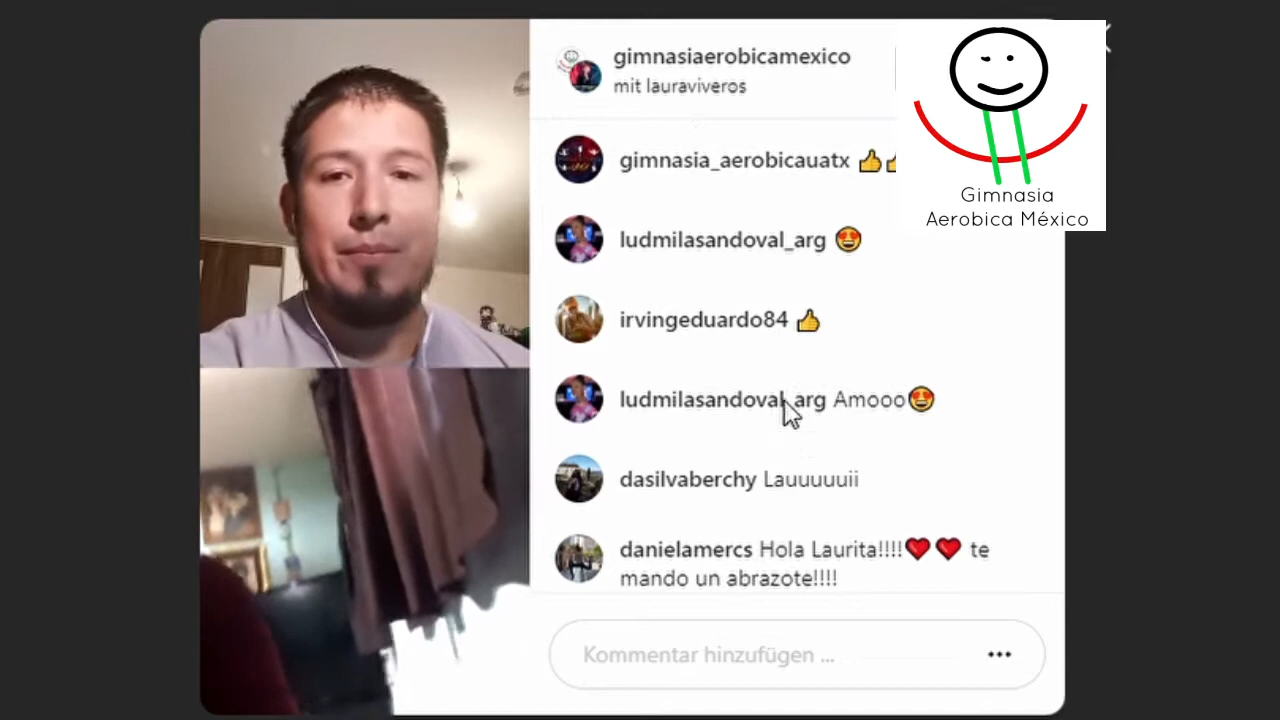 gimnasiaerobicamexico
mit lauraviveros
gimnasia_aerobicauatx 👍
ludmilasandoval_arg 😍
irvingeduardo84 👍
ludmilasandoval_arg Amooo😍
dasilvaberchy Lauuuuuii
danielamercs Hola Laurita!!!!❤️❤️ te
mando un abrazote!!!!
Kommentar hinzufügen ...
Gimnasia
Aerobica México